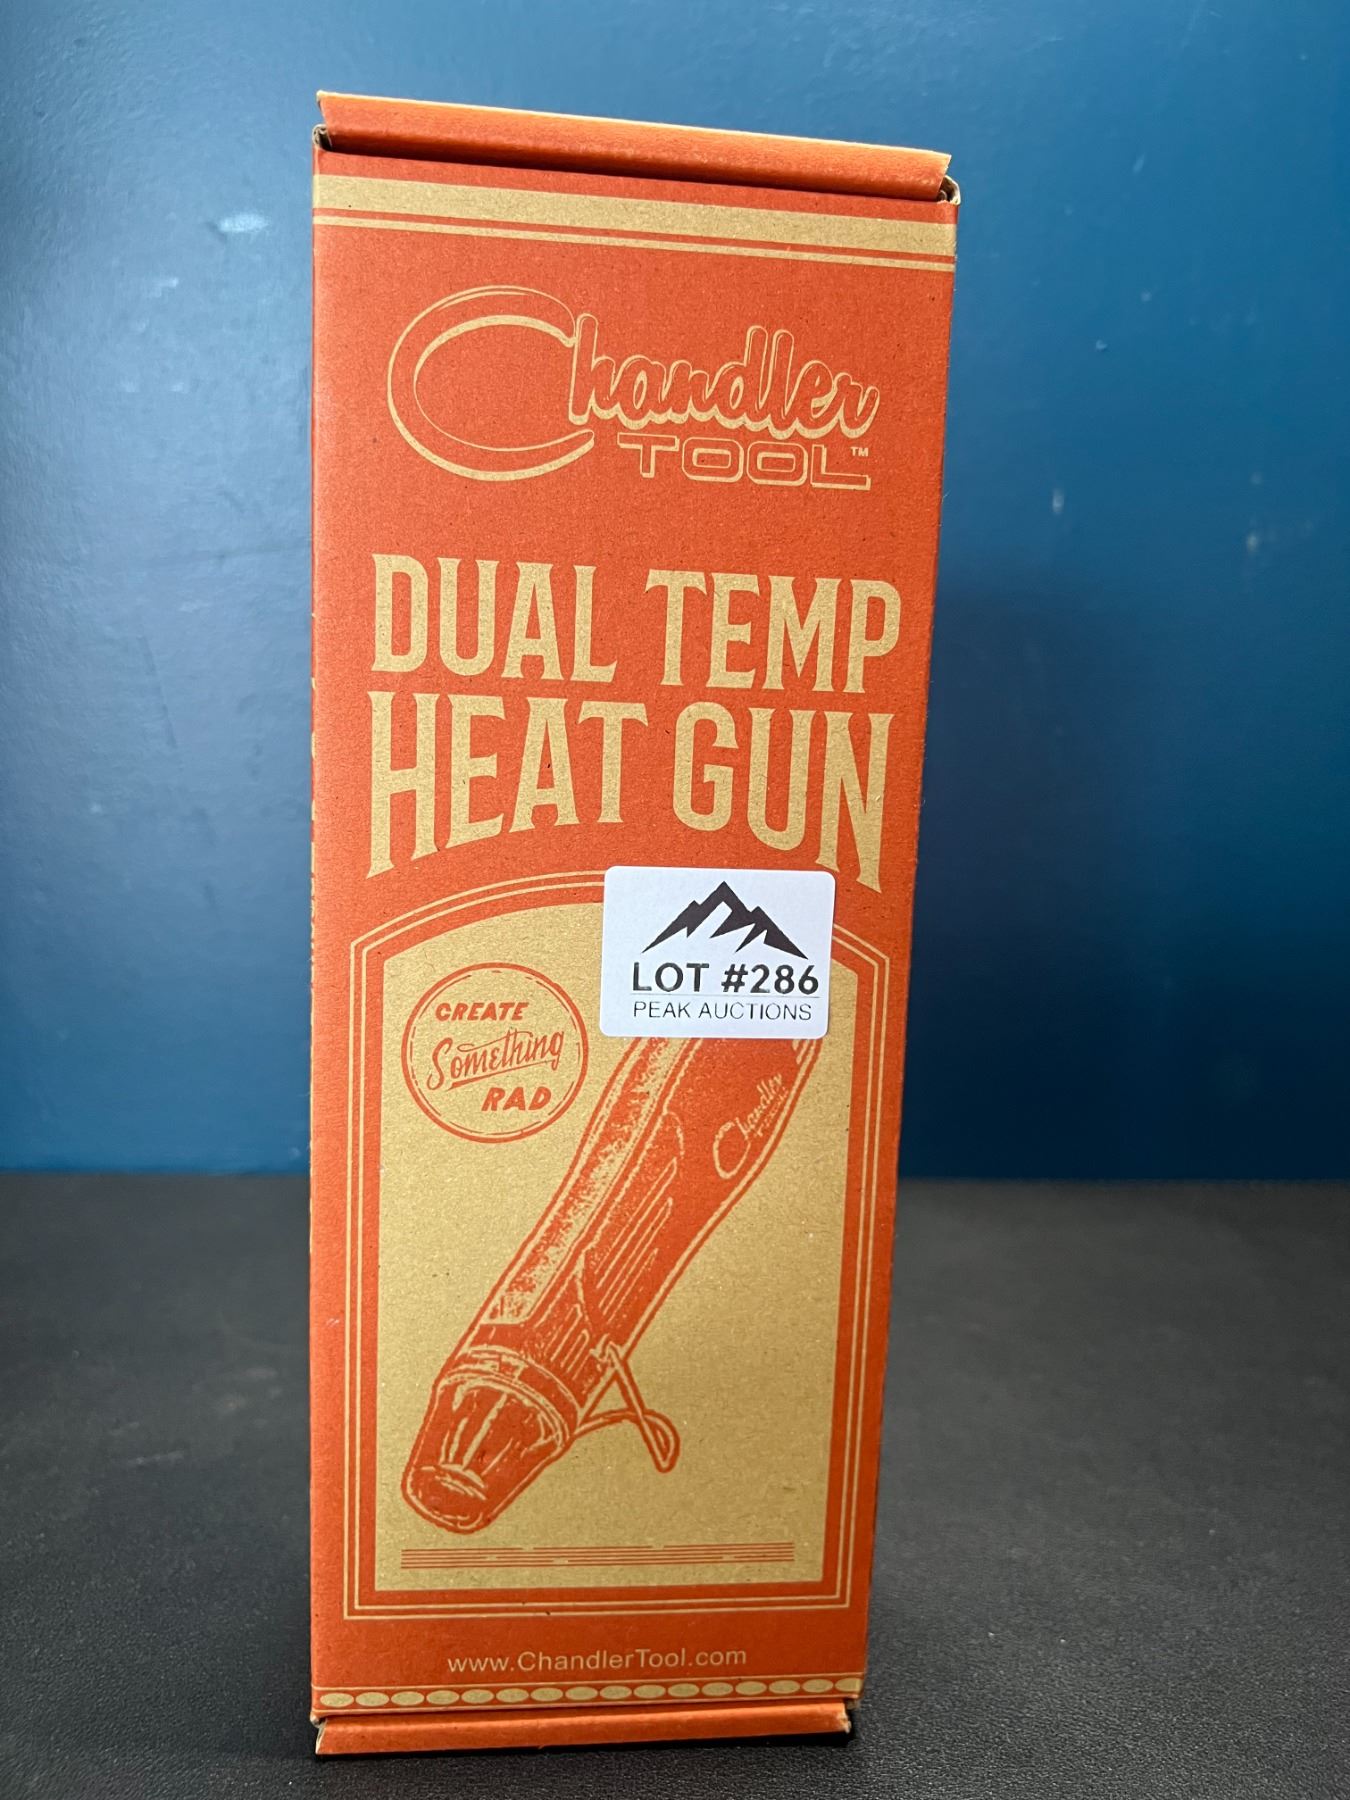 Chandler
TOOL™
DUAL TEMP
HEAT GUN
LOT #286
PEAK AUCTIONS
CREATE
Something
RAD
Chandler
www.ChandlerTool.com